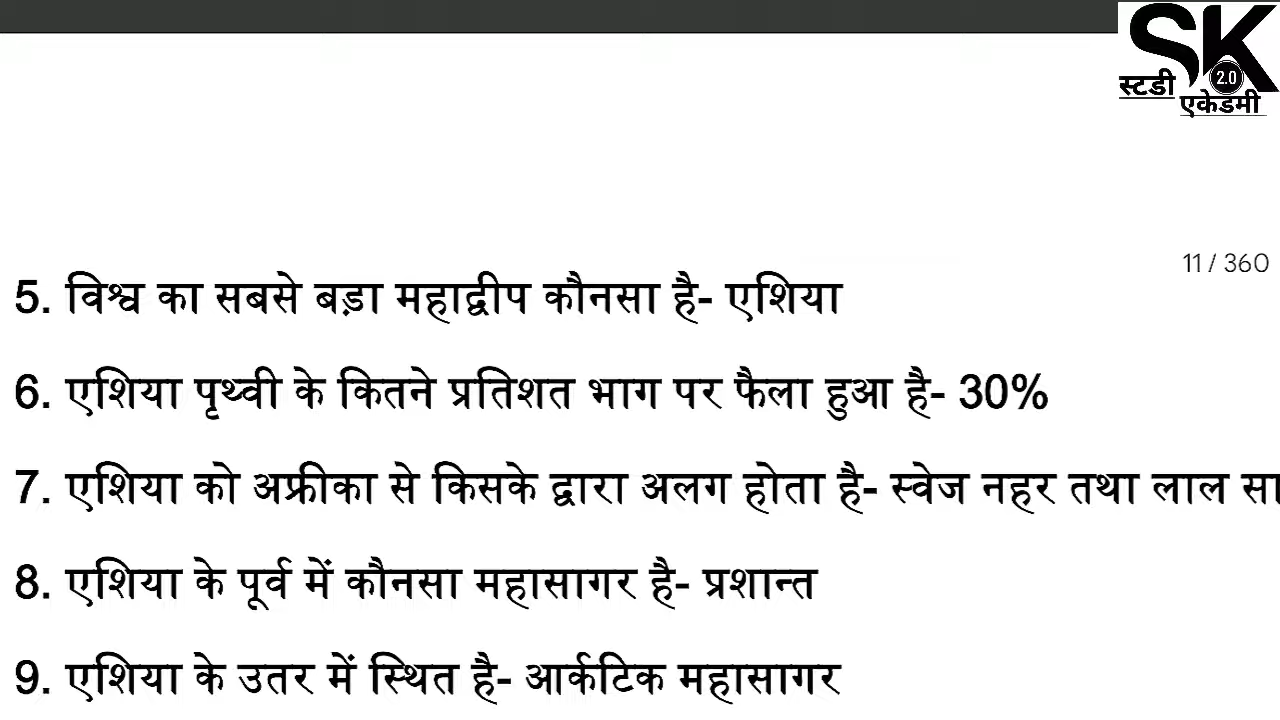 SK
2.0
स्टडी
एकेडमी
11 / 360
5. विश्व का सबसे बड़ा महाद्वीप कौनसा है- एशिया
6. एशिया पृथ्वी के कितने प्रतिशत भाग पर फैला हुआ है- 30%
7. एशिया को अफ्रीका से किसके द्वारा अलग होता है- स्वेज नहर तथा लाल सा
8. एशिया के पूर्व में कौनसा महासागर है- प्रशान्त
9. एशिया के उतर में स्थित है- आर्कटिक महासागर